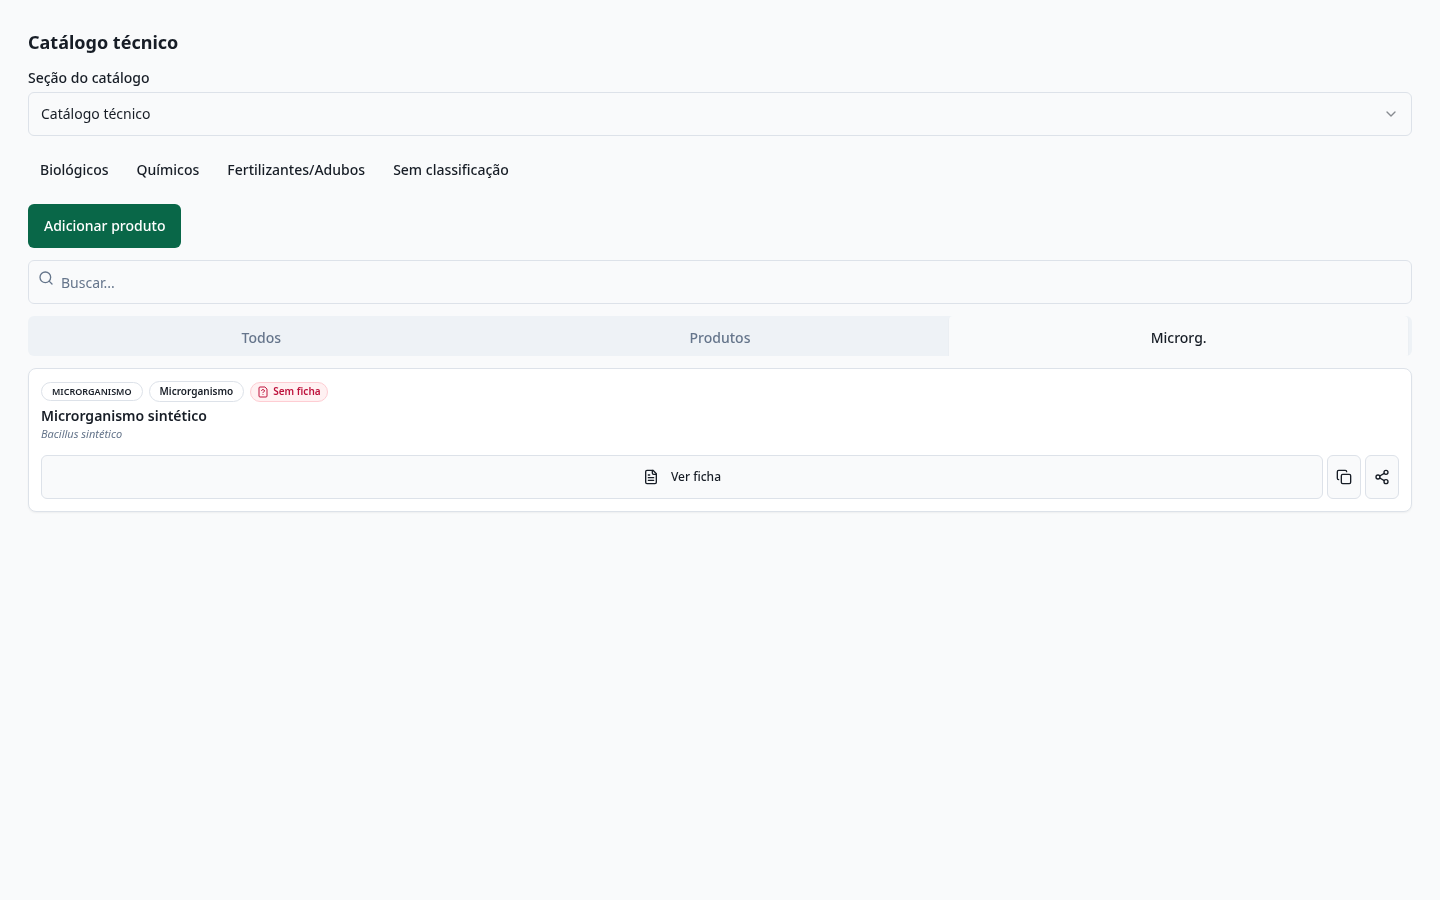 Catálogo técnico
Seção do catálogo
Catálogo técnico
Biológicos Químicos Fertilizantes/Adubos Sem classificação
Adicionar produto
Buscar...
Todos Produtos Microrg.
MICRORGANISMO Microrganismo Sem ficha
Microrganismo sintético
Bacillus sintético
Ver ficha